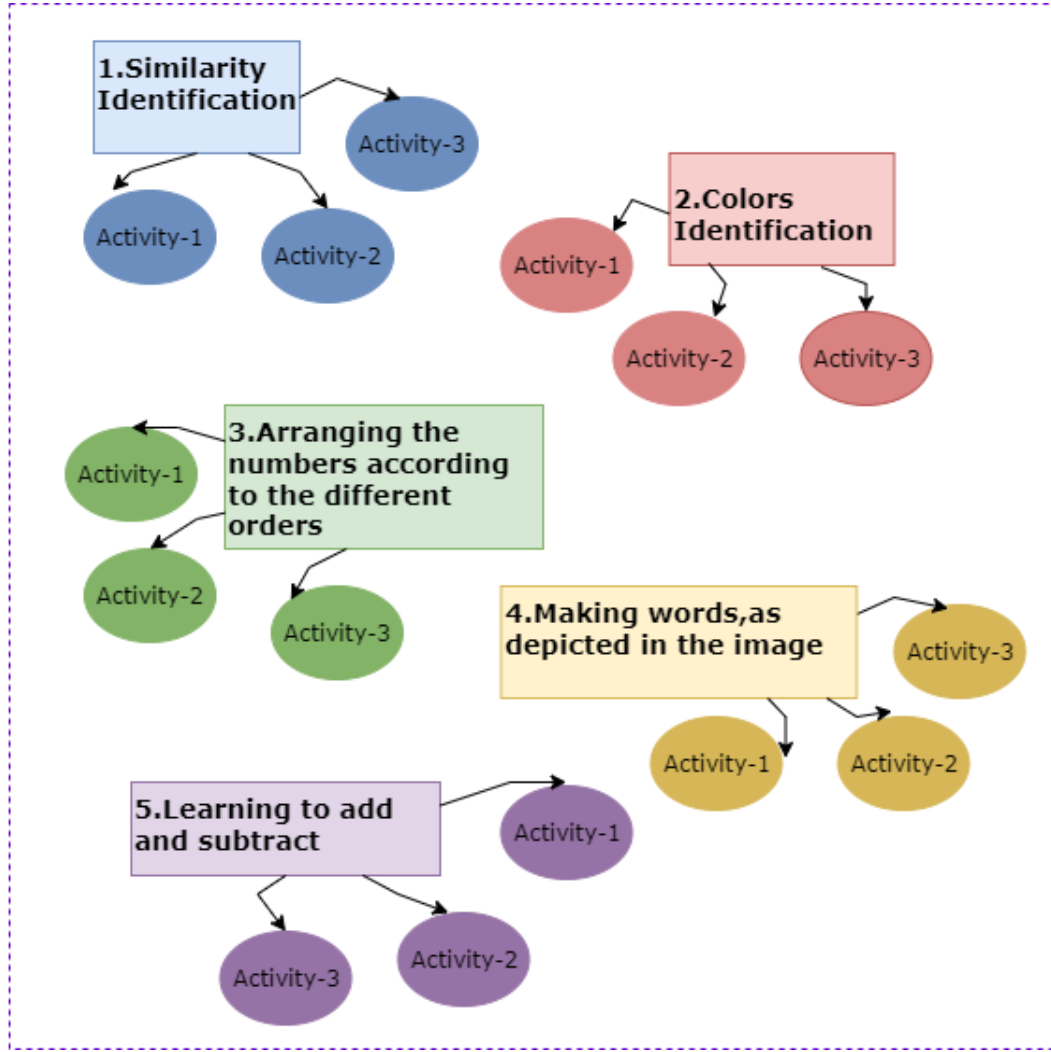 1.Similarity
Identification
Activity-3
Activity-1
Activity-2
2.Colors
Identification
Activity-1
Activity-2
Activity-3
3.Arranging the
numbers according
to the different
orders
Activity-1
Activity-2
Activity-3
4.Making words,as
depicted in the image
Activity-3
Activity-1
Activity-2
5.Learning to add
and subtract
Activity-1
Activity-2
Activity-3